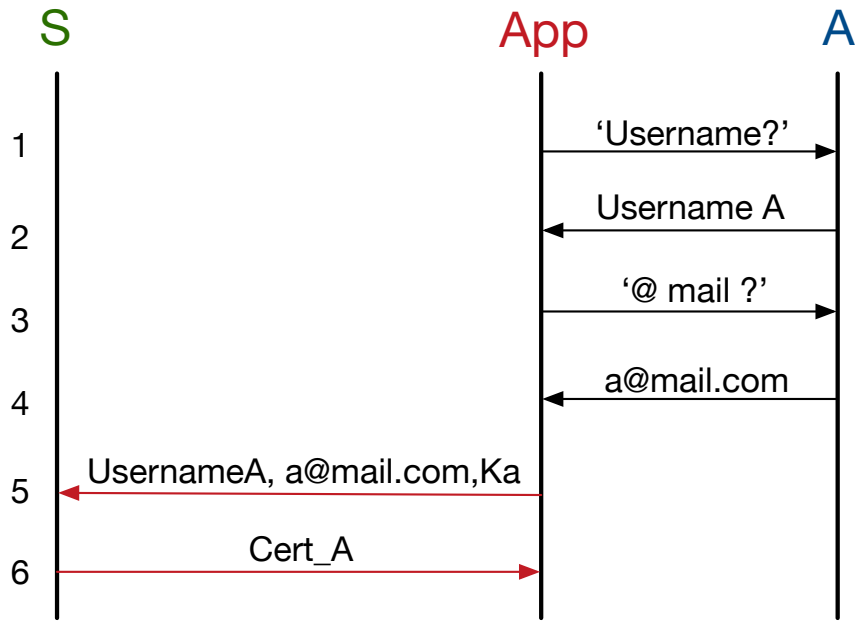 S App A
1 ‘Username?’
2 Username A
3 ‘@ mail ?’
4 a@mail.com
5 UsernameA, a@mail.com,Ka
6 Cert_A